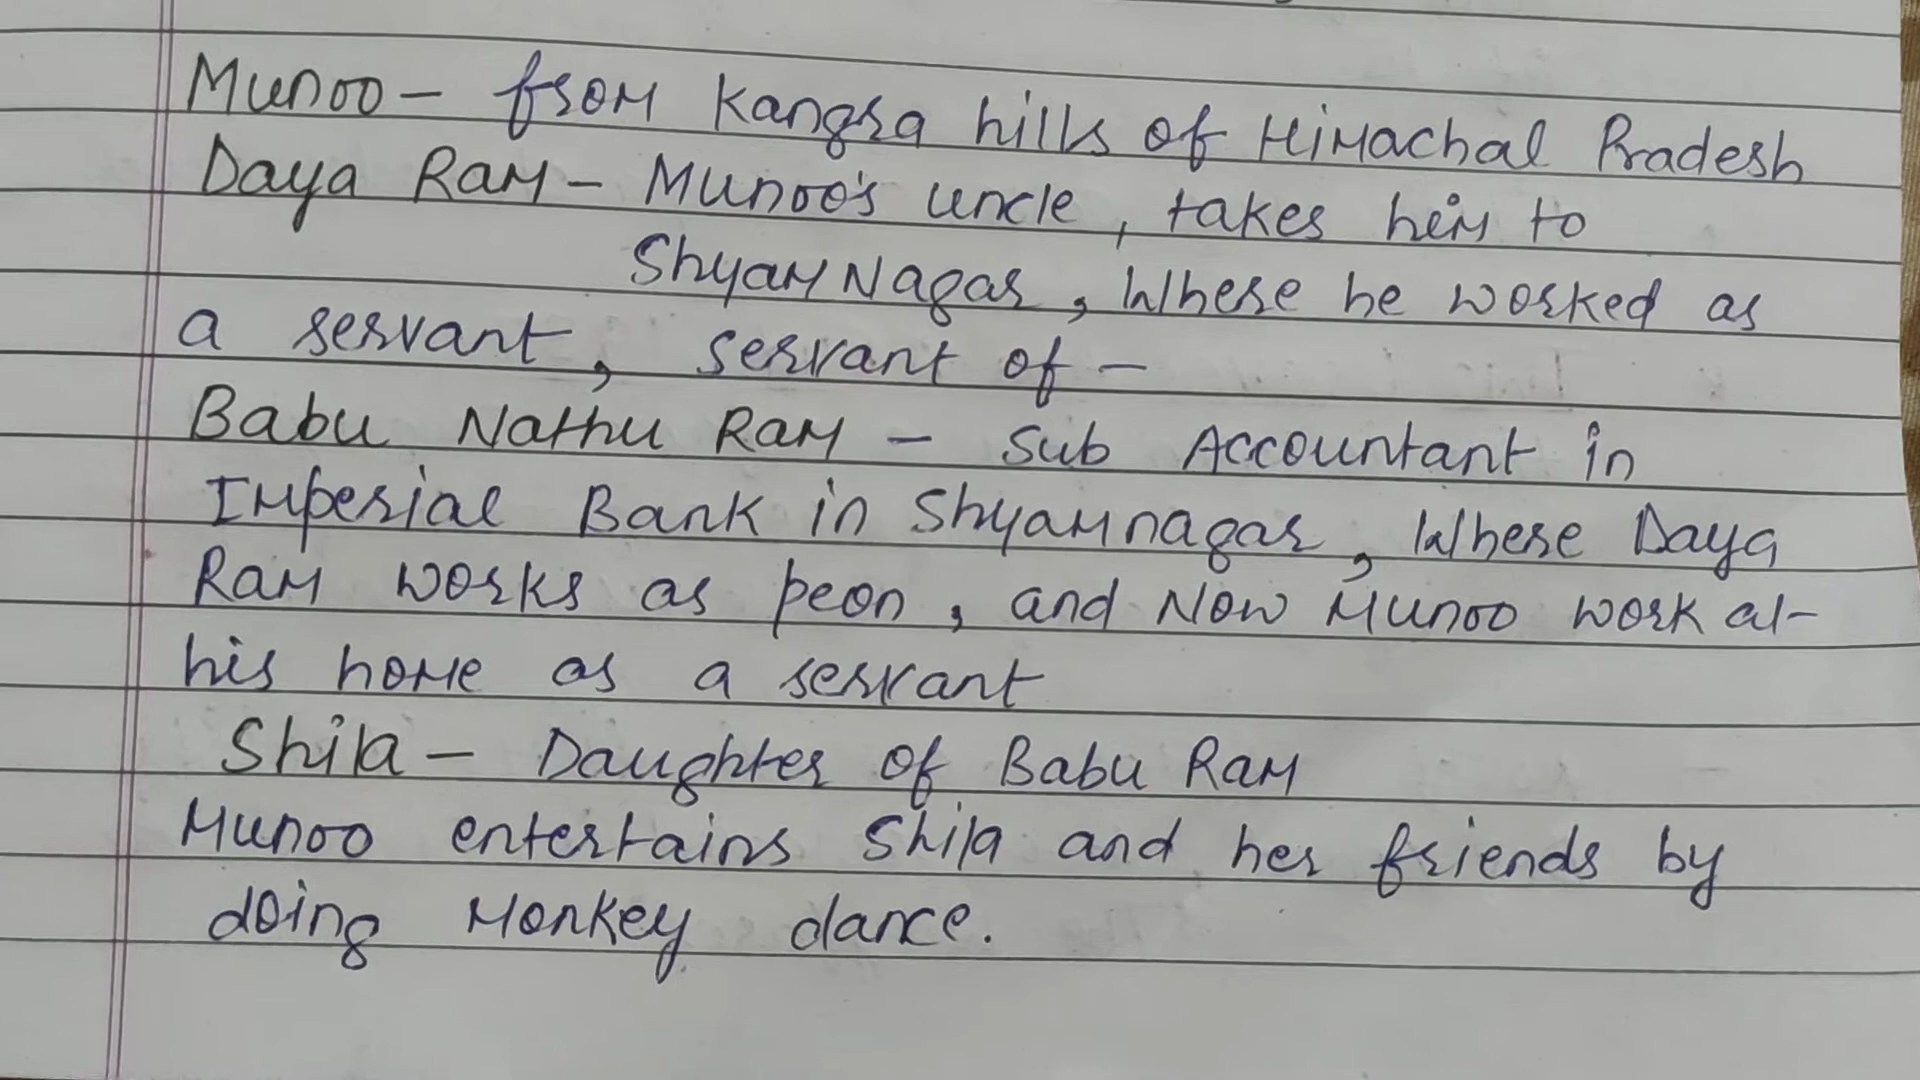 Munoo - from Kangra hills of Himachal Pradesh
Daya Ram - Munoo's uncle, takes him to
Shyam Nagar, Where he worked as
a servant, servant of -
Babu Nathu Ram - Sub Accountant in
Imperial Bank in Shyamnagar, Where Daya
Ram works as peon, and Now Munoo work at
his home as a servant
Shila - Daughter of Babu Ram
Munoo entertains Shila and her friends by
doing Monkey dance.